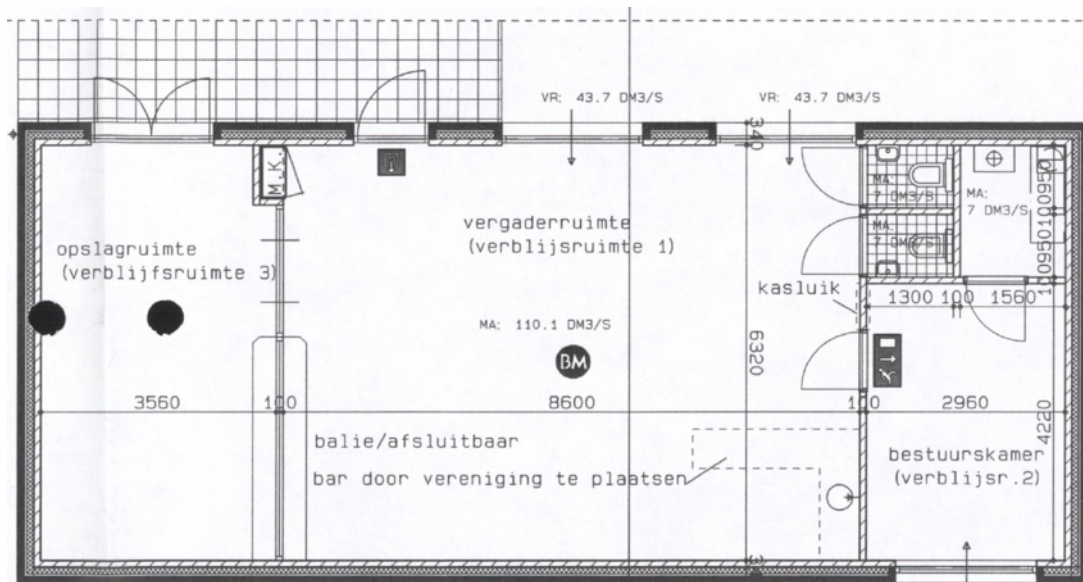 VR: 43.7 DM3/S
VR: 43.7 DM3/S
340
M.K.
MA:
7 DM3/S
MA:
7 DM3/S
MA:
7 DM3/S
vergaderruimte
(verblijsruimte 1)
opslagruimte
(verblijfsruimte 3)
kasluik
1300 100 1560
MA: 110.1 DM3/S
BM
6320
3560
100
8600
100
2960
4220
balie/afsluitbaar
bar door vereniging te plaatsen
bestuurskamer
(verblijsr.2)